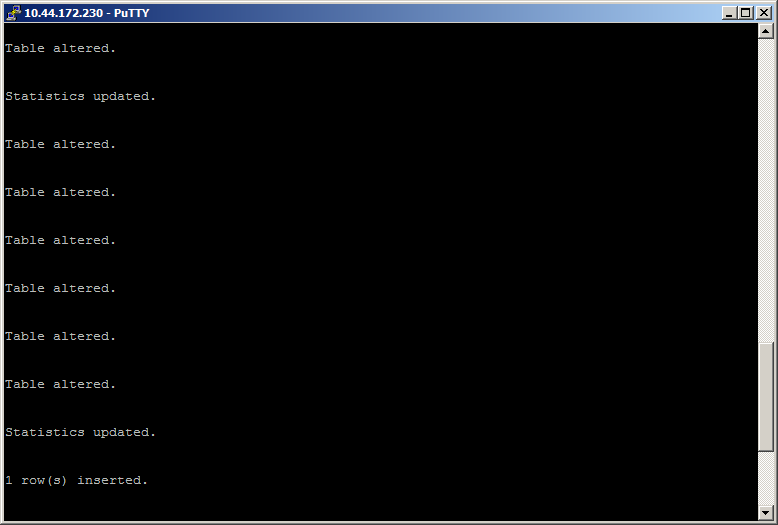 10.44.172.230 - PuTTY
Table altered.
Statistics updated.
Table altered.
Table altered.
Table altered.
Table altered.
Table altered.
Table altered.
Statistics updated.
1 row(s) inserted.